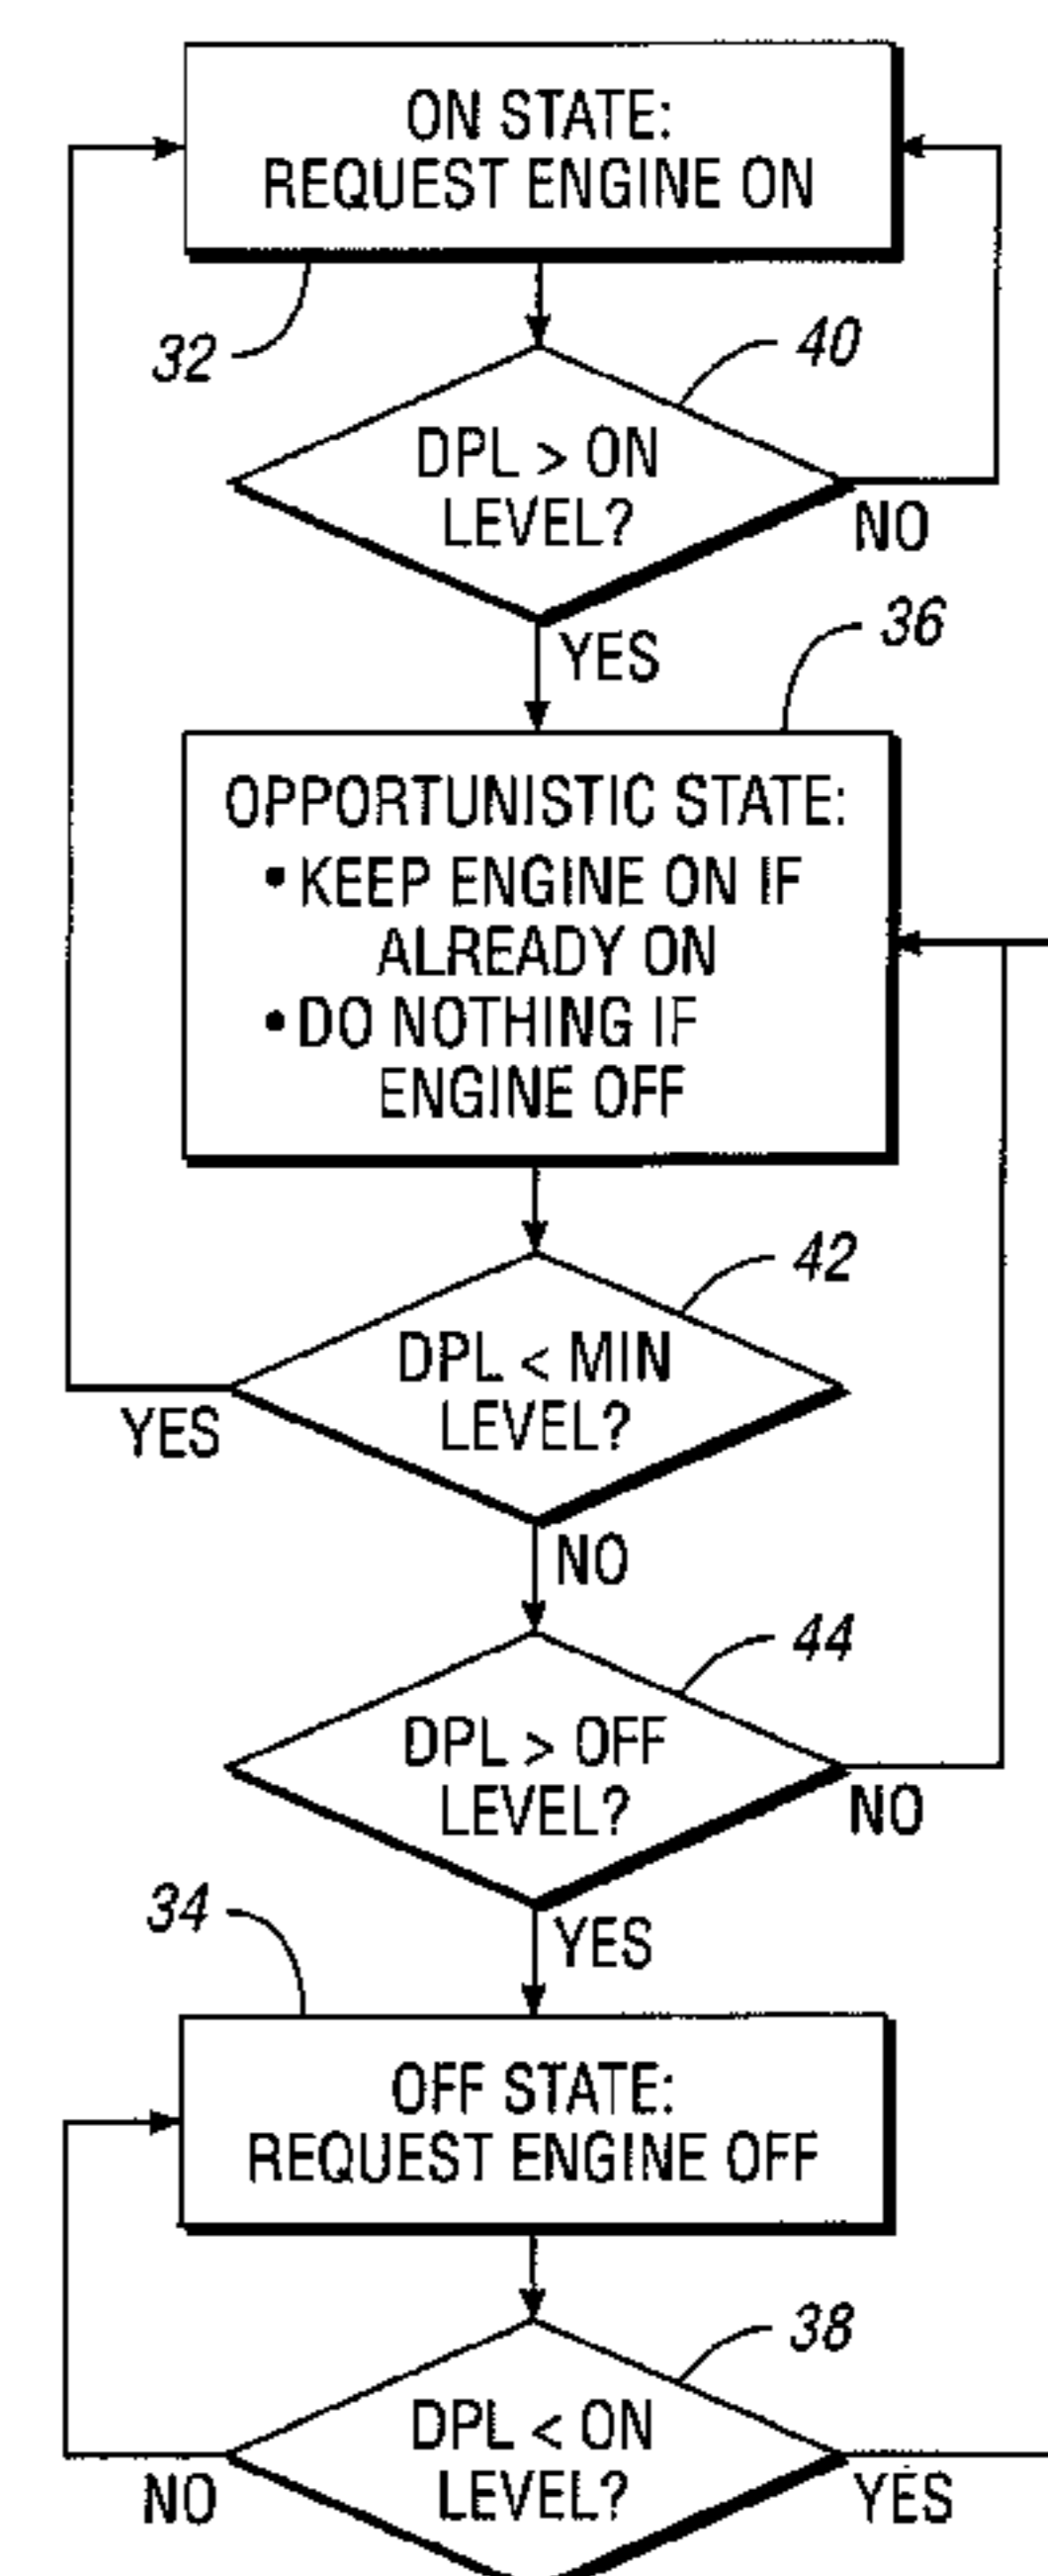 ON STATE:
REQUEST ENGINE ON
32
40
DPL > ON
LEVEL?
NO
YES
36
OPPORTUNISTIC STATE:
• KEEP ENGINE ON IF
ALREADY ON
• DO NOTHING IF
ENGINE OFF
42
DPL < MIN
LEVEL?
YES
NO
44
DPL > OFF
LEVEL?
NO
YES
34
OFF STATE:
REQUEST ENGINE OFF
38
DPL < ON
LEVEL?
NO
YES